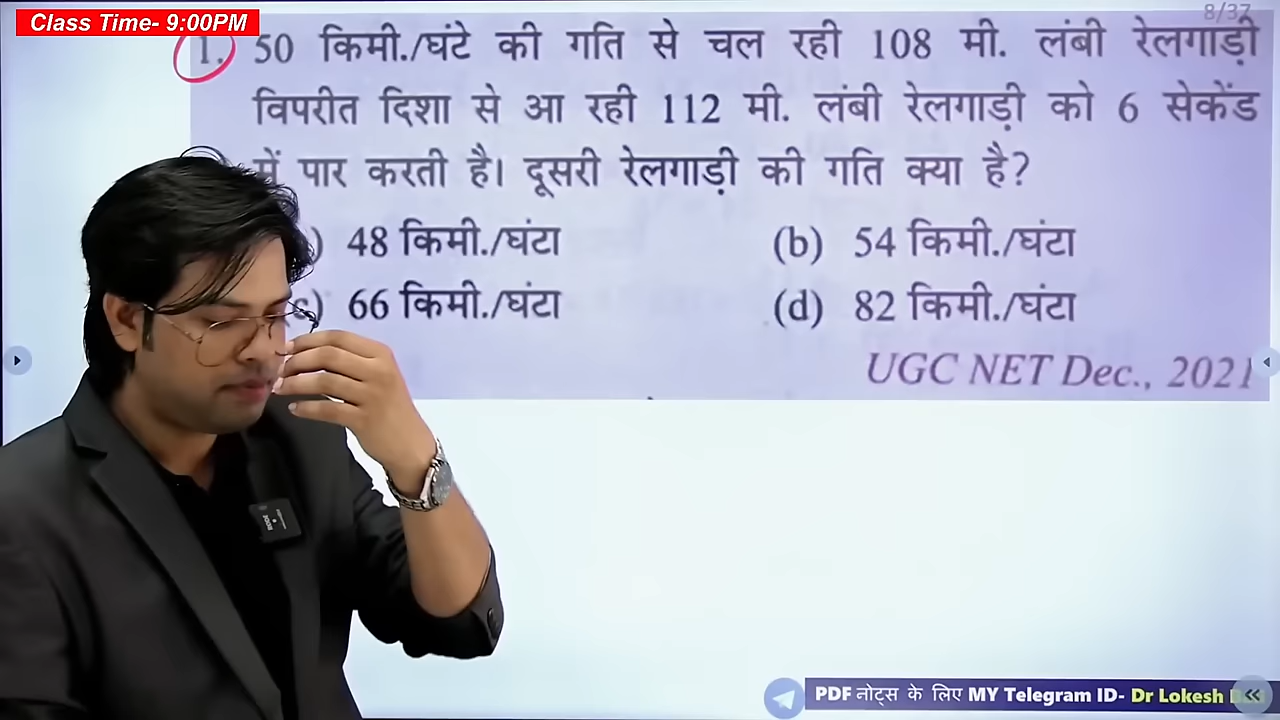 Class Time- 9:00PM
8/37
1. 50 किमी./घंटे की गति से चल रही 108 मी. लंबी रेलगाड़ी
विपरीत दिशा से आ रही 112 मी. लंबी रेलगाड़ी को 6 सेकेंड
में पार करती है। दूसरी रेलगाड़ी की गति क्या है?
) 48 किमी./घंटा (b) 54 किमी./घंटा
c) 66 किमी./घंटा (d) 82 किमी./घंटा
UGC NET Dec., 2021
PDF नोट्स के लिए MY Telegram ID- Dr Lokesh